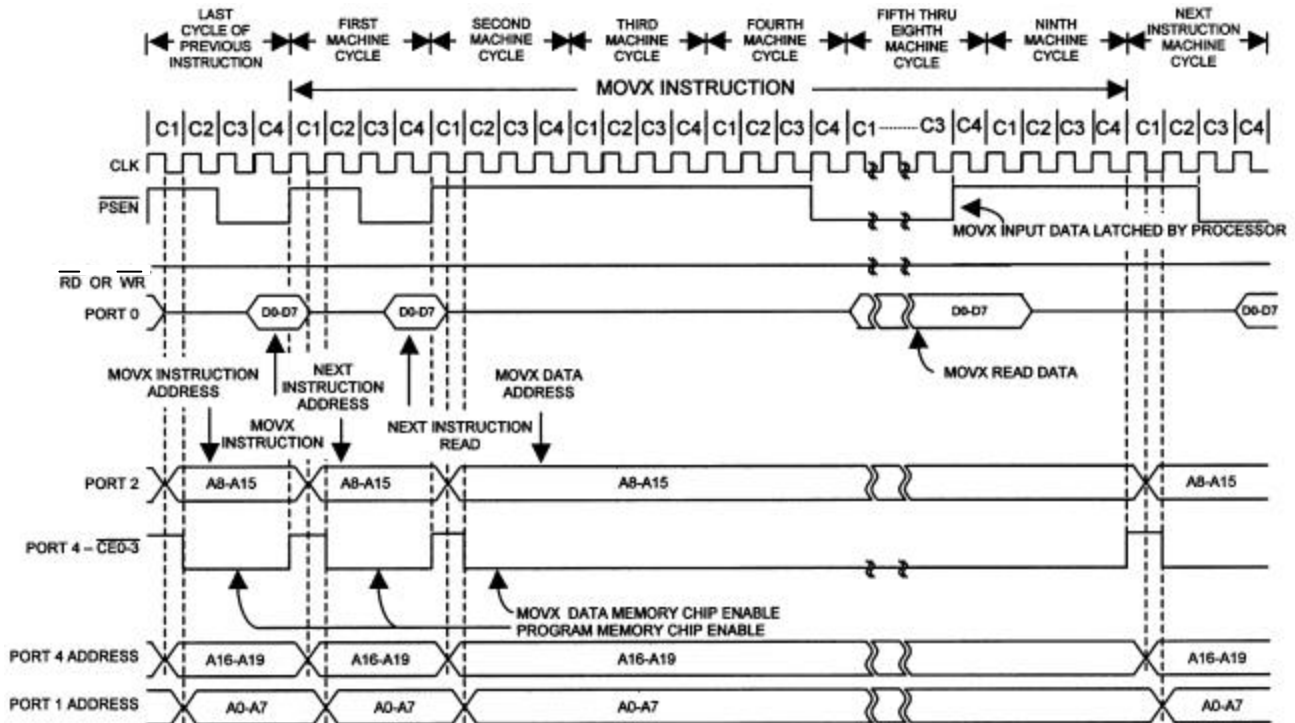 LAST
CYCLE OF
PREVIOUS
INSTRUCTION
FIRST
MACHINE
CYCLE
SECOND
MACHINE
CYCLE
THIRD
MACHINE
CYCLE
FOURTH
MACHINE
CYCLE
FIFTH THRU
EIGHTH
MACHINE
CYCLE
NINTH
MACHINE
CYCLE
NEXT
INSTRUCTION
MACHINE
CYCLE
MOVX INSTRUCTION
C1 C2 C3 C4 C1 C2 C3 C4 C1 C2 C3 C4 C1 C2 C3 C4 C1 C2 C3 C4 C1 -------- C3 C4 C1 C2 C3 C4 C1 C2 C3 C4
CLK
PSEN
MOVX INPUT DATA LATCHED BY PROCESSOR
RD OR WR
PORT 0
D0-D7
D0-D7
D0-D7
D0-D7
MOVX INSTRUCTION
ADDRESS
NEXT
INSTRUCTION
ADDRESS
MOVX DATA
ADDRESS
MOVX READ DATA
MOVX
INSTRUCTION
NEXT INSTRUCTION
READ
PORT 2
A8-A15
A8-A15
A8-A15
A8-A15
PORT 4 – CE0-3
MOVX DATA MEMORY CHIP ENABLE
PROGRAM MEMORY CHIP ENABLE
PORT 4 ADDRESS
A16-A19
A16-A19
A16-A19
A16-A19
PORT 1 ADDRESS
A0-A7
A0-A7
A0-A7
A0-A7